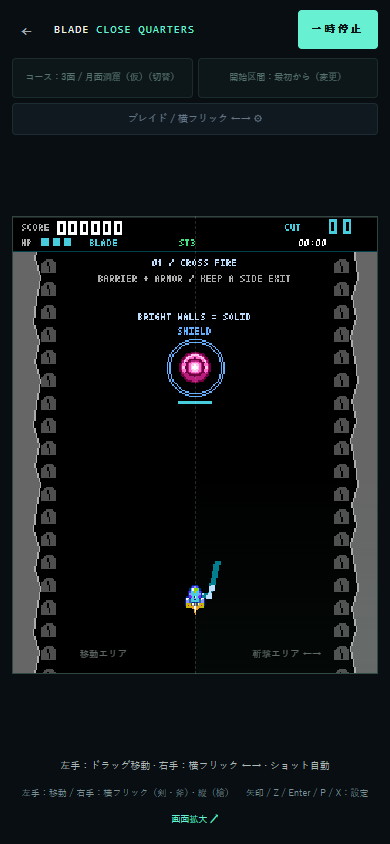 ← BLADE CLOSE QUARTERS 一時停止
コース：3面 / 月面洞窟（仮）（切替） 開始区間：最初から（変更）
ブレイド / 横フリック ←→ ⚙
SCORE 000000 CUT 00
HP BLADE ST3 00:00
01 / CROSS FIRE
BARRIER + ARMOR / KEEP A SIDE EXIT
BRIGHT WALLS = SOLID
SHIELD
移動エリア 斬撃エリア ←→
左手：ドラッグ移動・右手：横フリック ←→・ショット自動
左手：移動 / 右手：横フリック（剣・斧）・縦（槍） 矢印 / Z / Enter / P / X：設定
画面拡大 ⤢